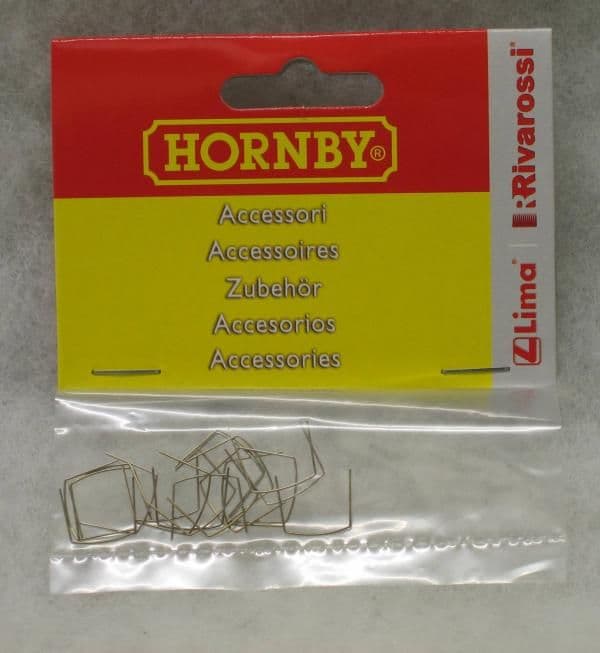 HORNBY®
Accessori
Accessoires
Zubehör
Accesorios
Accessories
Lima® | Rivarossi®